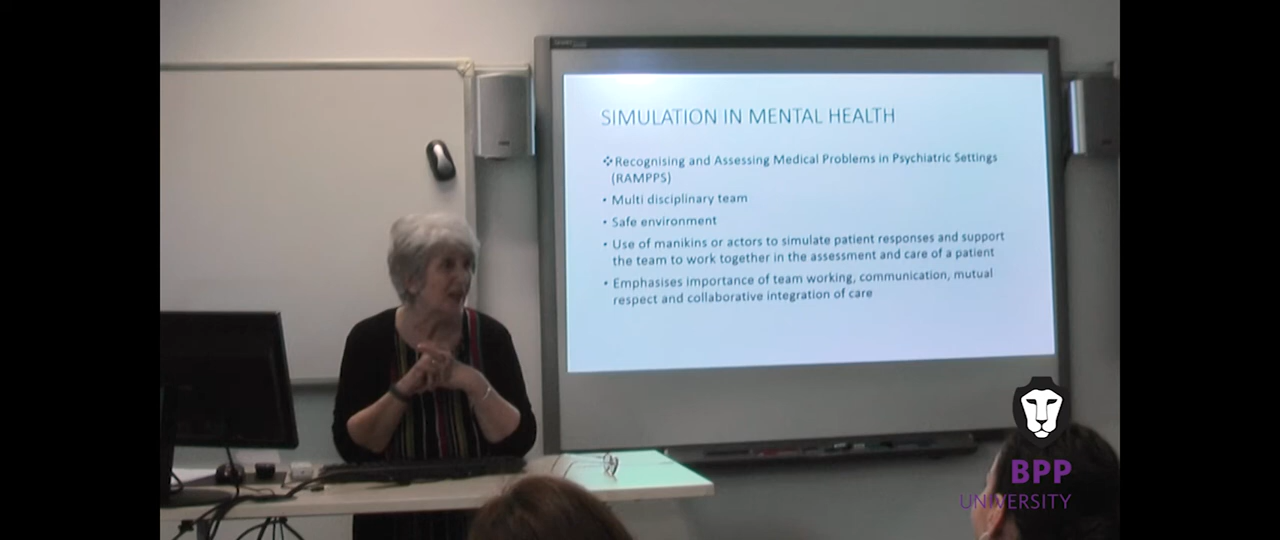 SIMULATION IN MENTAL HEALTH
❖Recognising and Assessing Medical Problems in Psychiatric Settings
(RAMPPS)
• Multi disciplinary team
• Safe environment
• Use of manikins or actors to simulate patient responses and support
the team to work together in the assessment and care of a patient
• Emphasises importance of team working, communication, mutual
respect and collaborative integration of care
BPP
UNIVERSITY